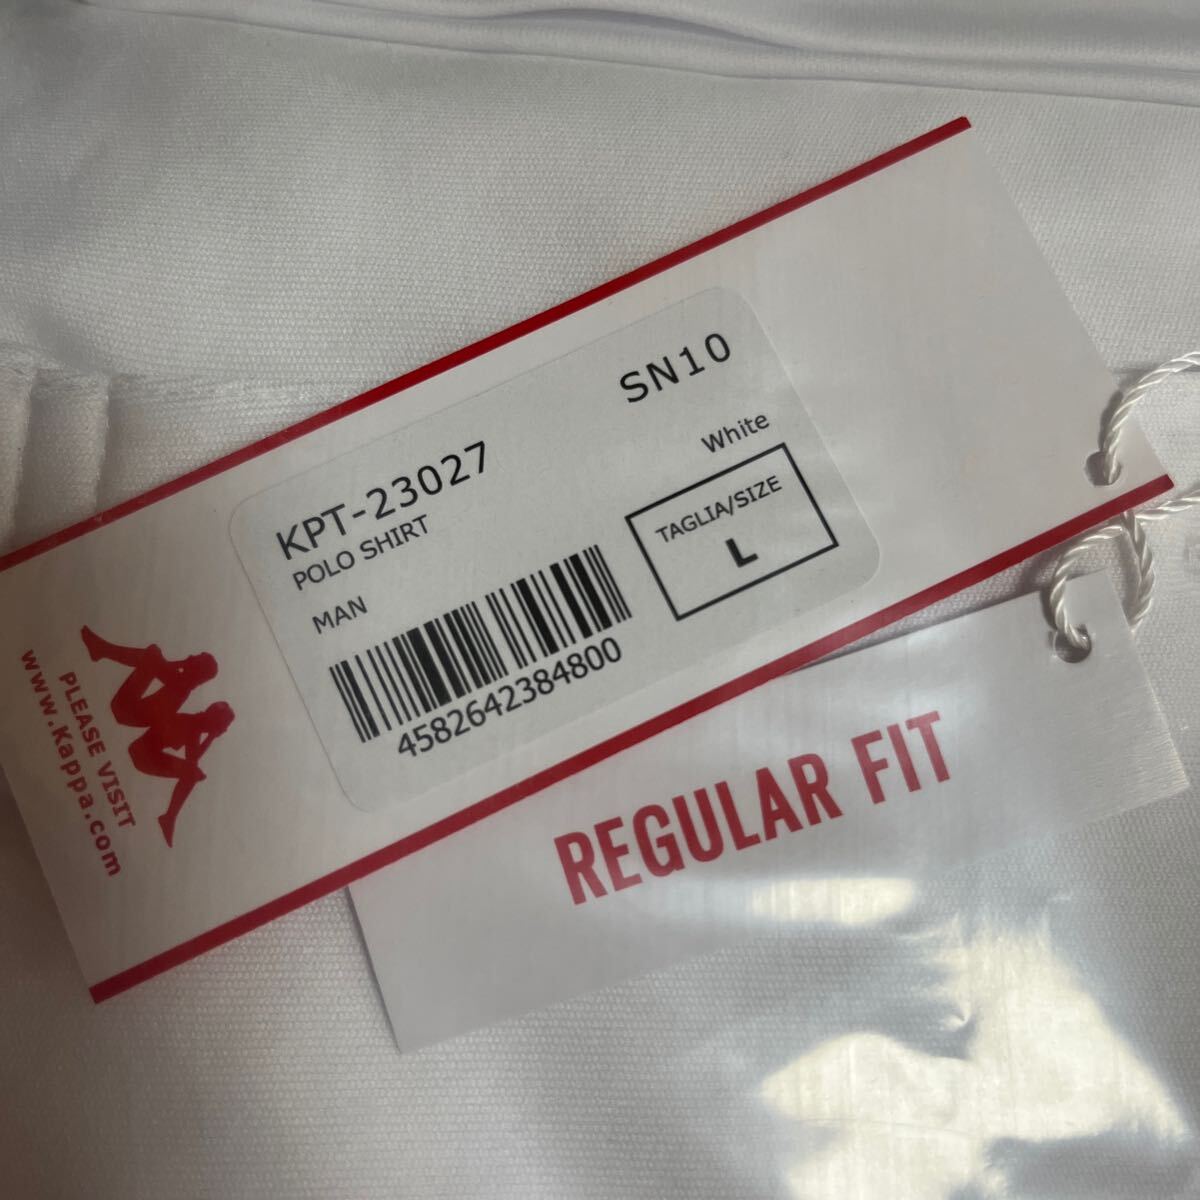 KPT-23027
SN10
POLO SHIRT
White
MAN
TAGLIA/SIZE
L
4582642384800
PLEASE VISIT
www.Kappa.com
REGULAR FIT